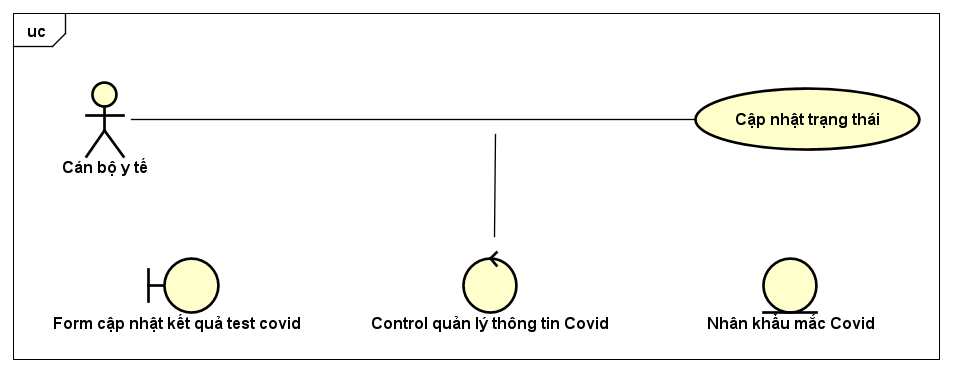 uc
Cập nhật trạng thái
Cán bộ y tế
Form cập nhật kết quả test covid
Control quản lý thông tin Covid
Nhân khẩu mắc Covid